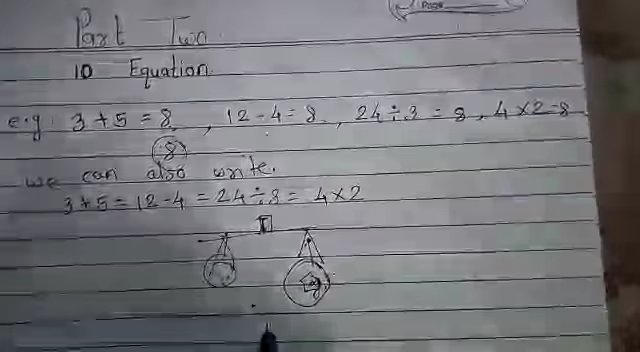 Page
Part Two
10 Equation.
e.g. 3 + 5 = 8, 12 - 4 = 8, 24 ÷ 3 = 8, 4 × 2 = 8
8
we can also write.
3 + 5 = 12 - 4 = 24 ÷ 3 = 4 × 2